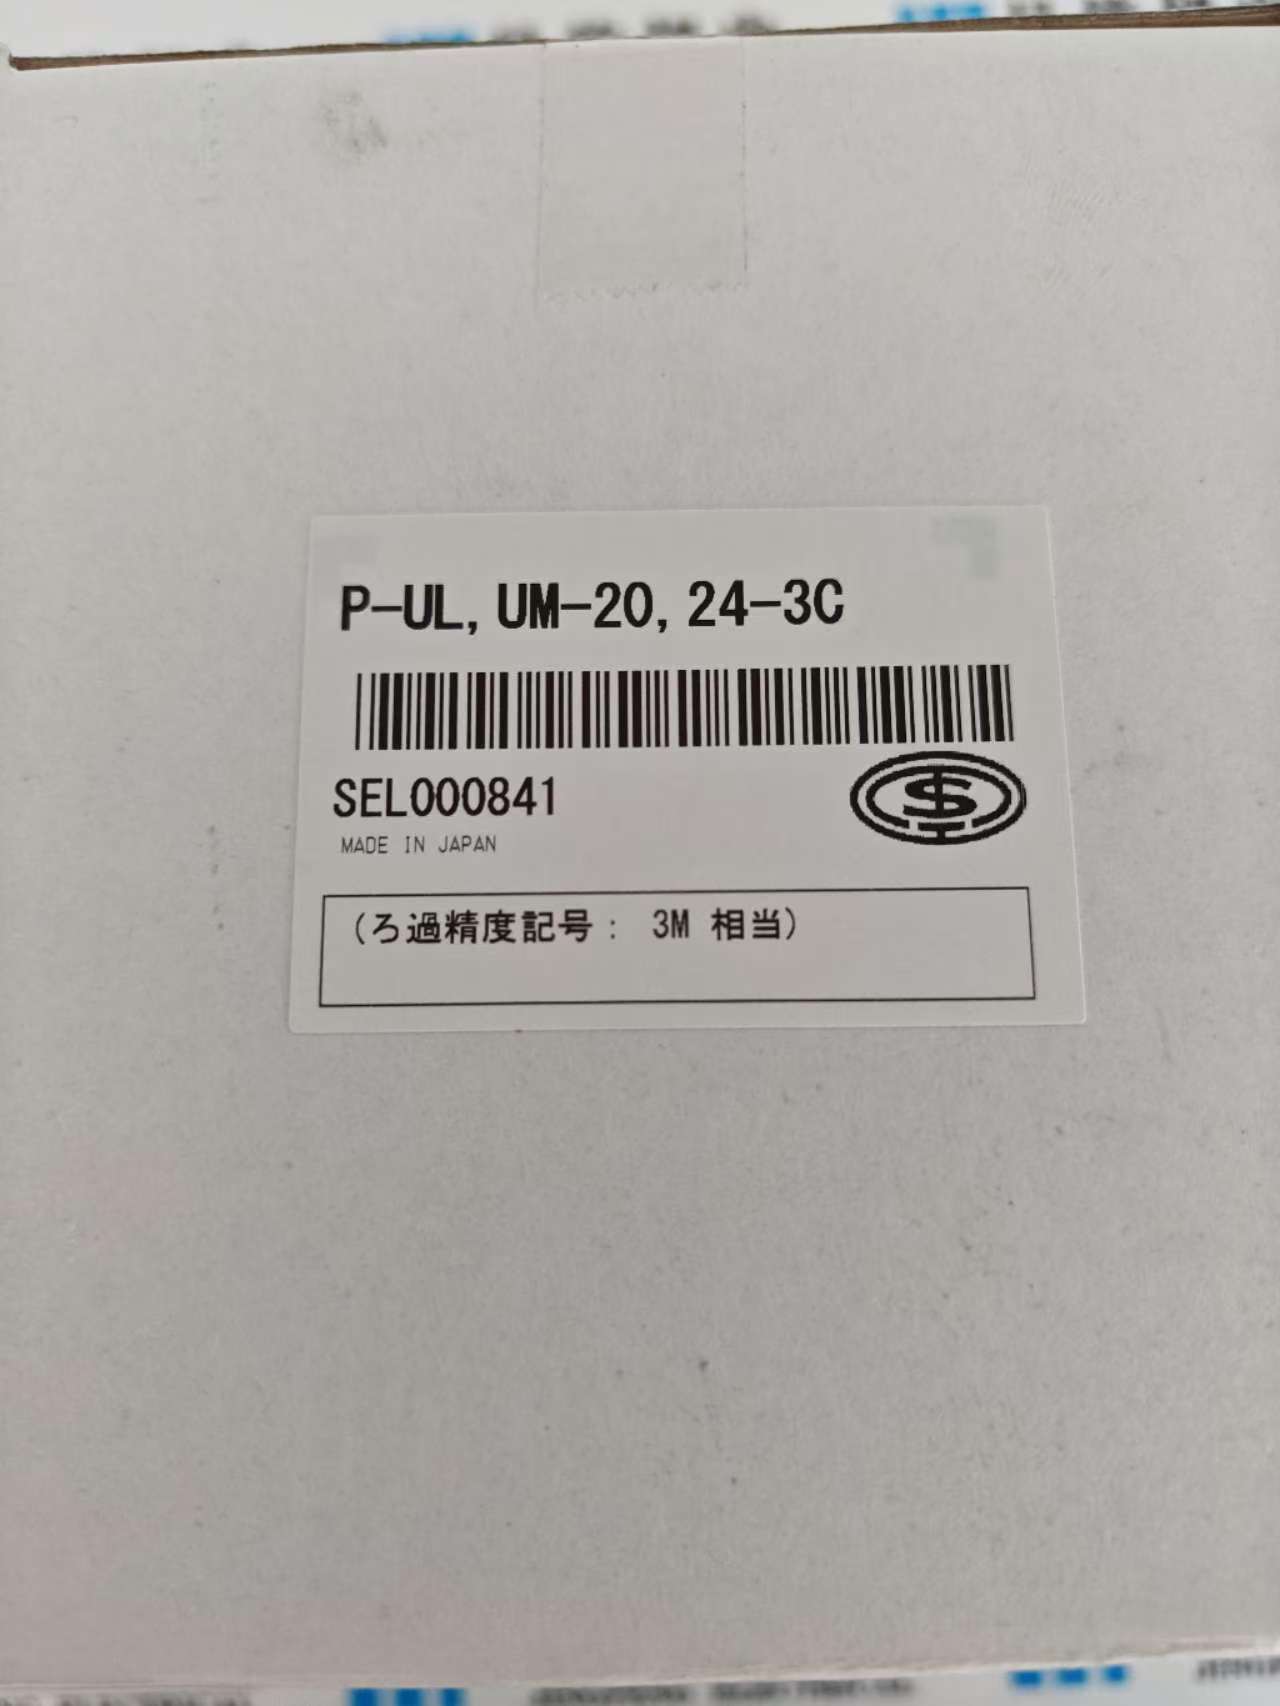 P-UL, UM-20, 24-3C
SEL000841
MADE IN JAPAN
(ろ過精度記号: 3M 相当)